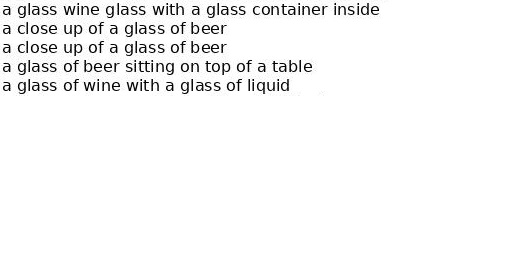 a glass wine glass with a glass container inside
a close up of a glass of beer
a close up of a glass of beer
a glass of beer sitting on top of a table
a glass of wine with a glass of liquid